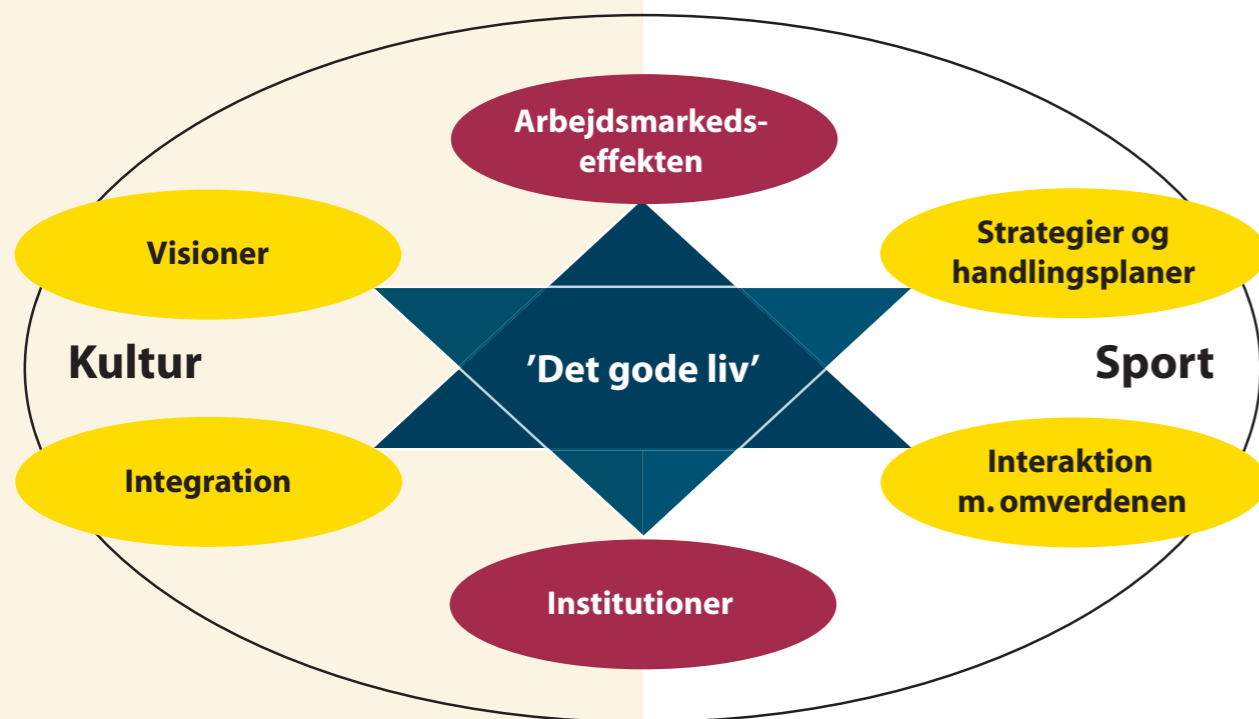 Arbejdsmarkeds-
effekten
Visioner
Strategier og
handlingsplaner
Kultur
’Det gode liv’
Sport
Integration
Interaktion
m. omverdenen
Institutioner